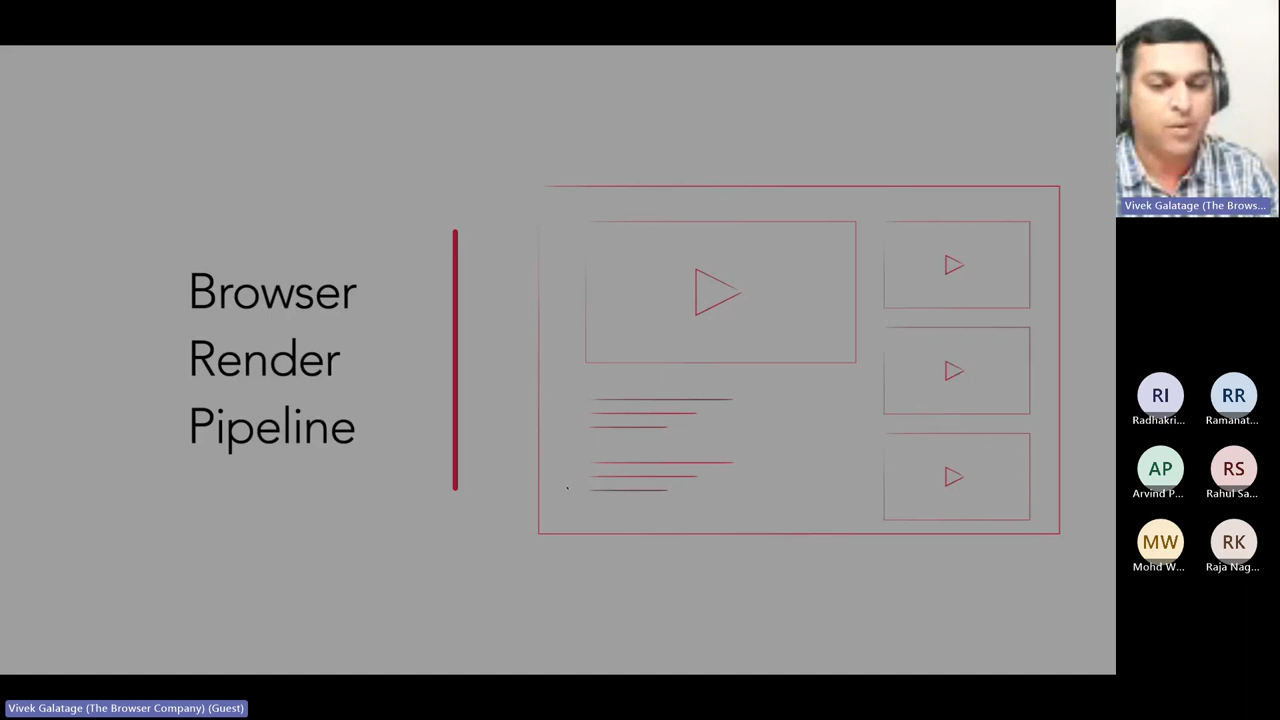 Browser
Render
Pipeline
Vivek Galatage (The Brows...
RI
RR
Radhakri...
Ramanat...
AP
RS
Arvind P...
Rahul Sa...
MW
RK
Mohd W...
Raja Nag...
Vivek Galatage (The Browser Company) (Guest)